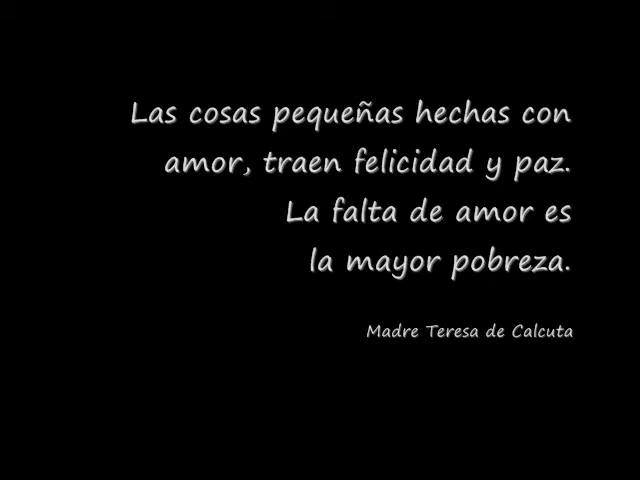 Las cosas pequeñas hechas con
amor, traen felicidad y paz.
La falta de amor es
la mayor pobreza.
Madre Teresa de Calcuta